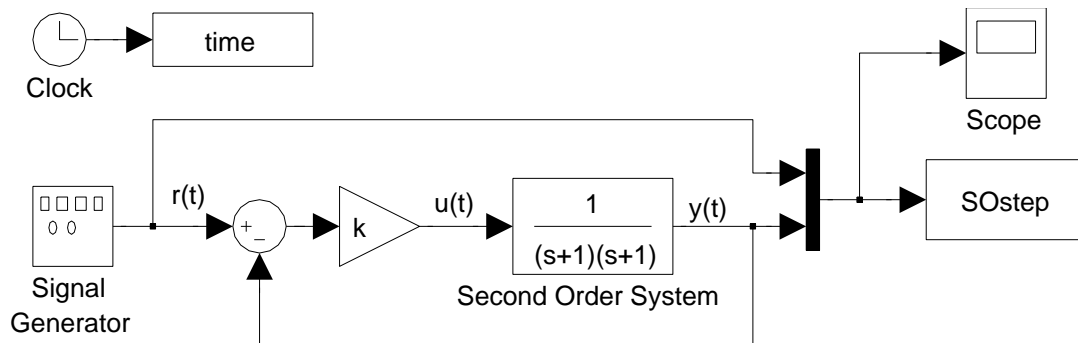 time
Clock
Scope
r(t)
+
−
k
u(t)
1
(s+1)(s+1)
y(t)
SOstep
Signal
Generator
Second Order System